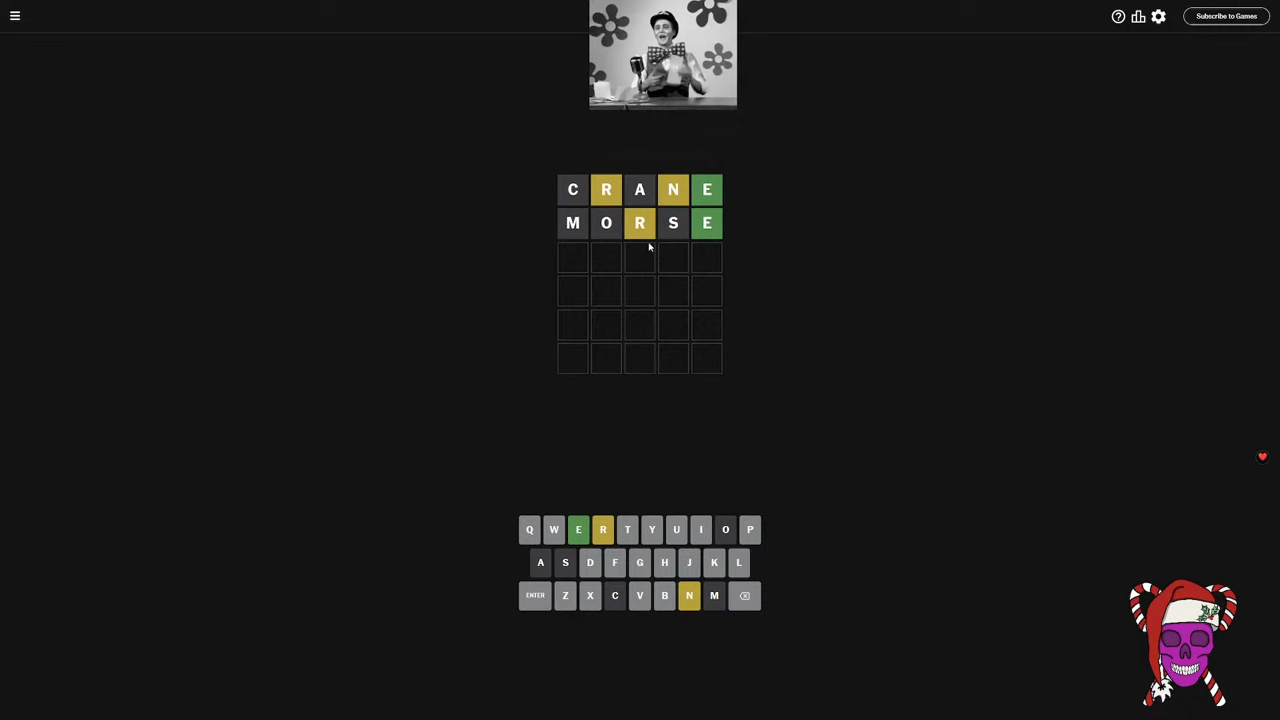 Subscribe to Games
C R A N E
M O R S E
Q W E R T Y U I O P
A S D F G H J K L
ENTER Z X C V B N M